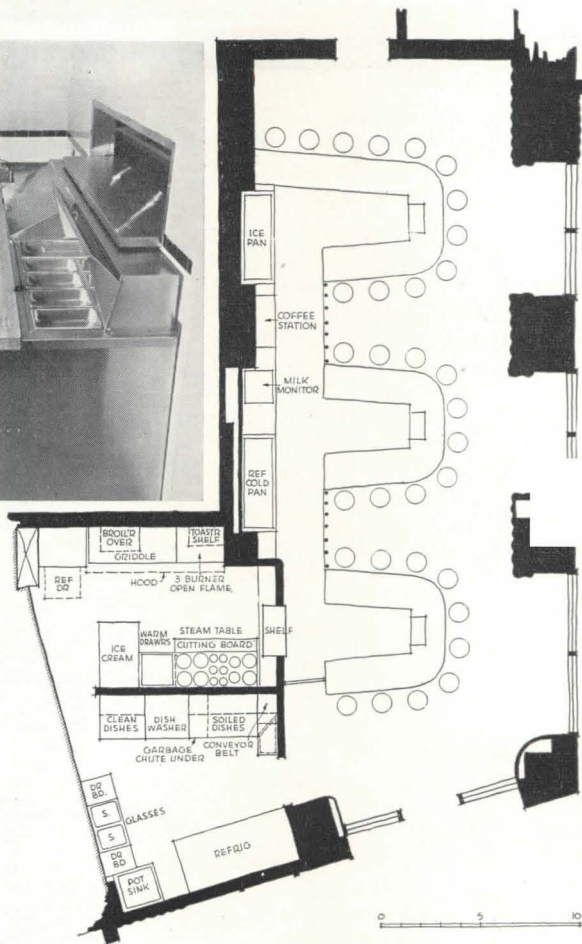 ICE
PAN
COFFEE
STATION
MILK
MONITOR
REF
COLD
PAN
BROIL'R
OVER
GRIDDLE
TOAST'R
SHELF
REF
DR
HOOD
3 BURNER
OPEN FLAME
ICE
CREAM
WARM
DRAWRS
STEAM TABLE
CUTTING BOARD
SHELF
CLEAN
DISHES
DISH
WASHER
SOILED
DISHES
GARBAGE
CHUTE UNDER
CONVEYOR
BELT
DR
BD.
S.
S
GLASSES
DR
BD
POT
SINK
REFRIG
0 5 10